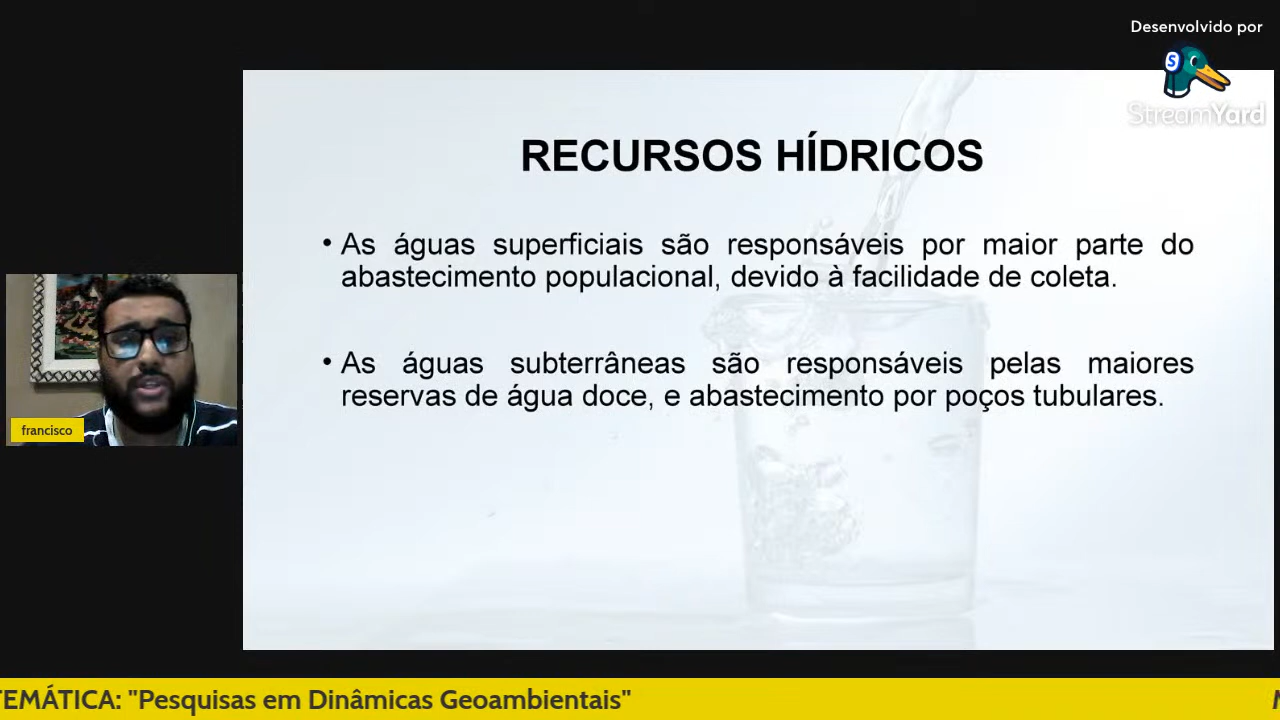 Desenvolvido por
StreamYard
RECURSOS HÍDRICOS
• As águas superficiais são responsáveis por maior parte do
abastecimento populacional, devido à facilidade de coleta.
• As águas subterrâneas são responsáveis pelas maiores
reservas de água doce, e abastecimento por poços tubulares.
francisco
TEMÁTICA: "Pesquisas em Dinâmicas Geoambientais"